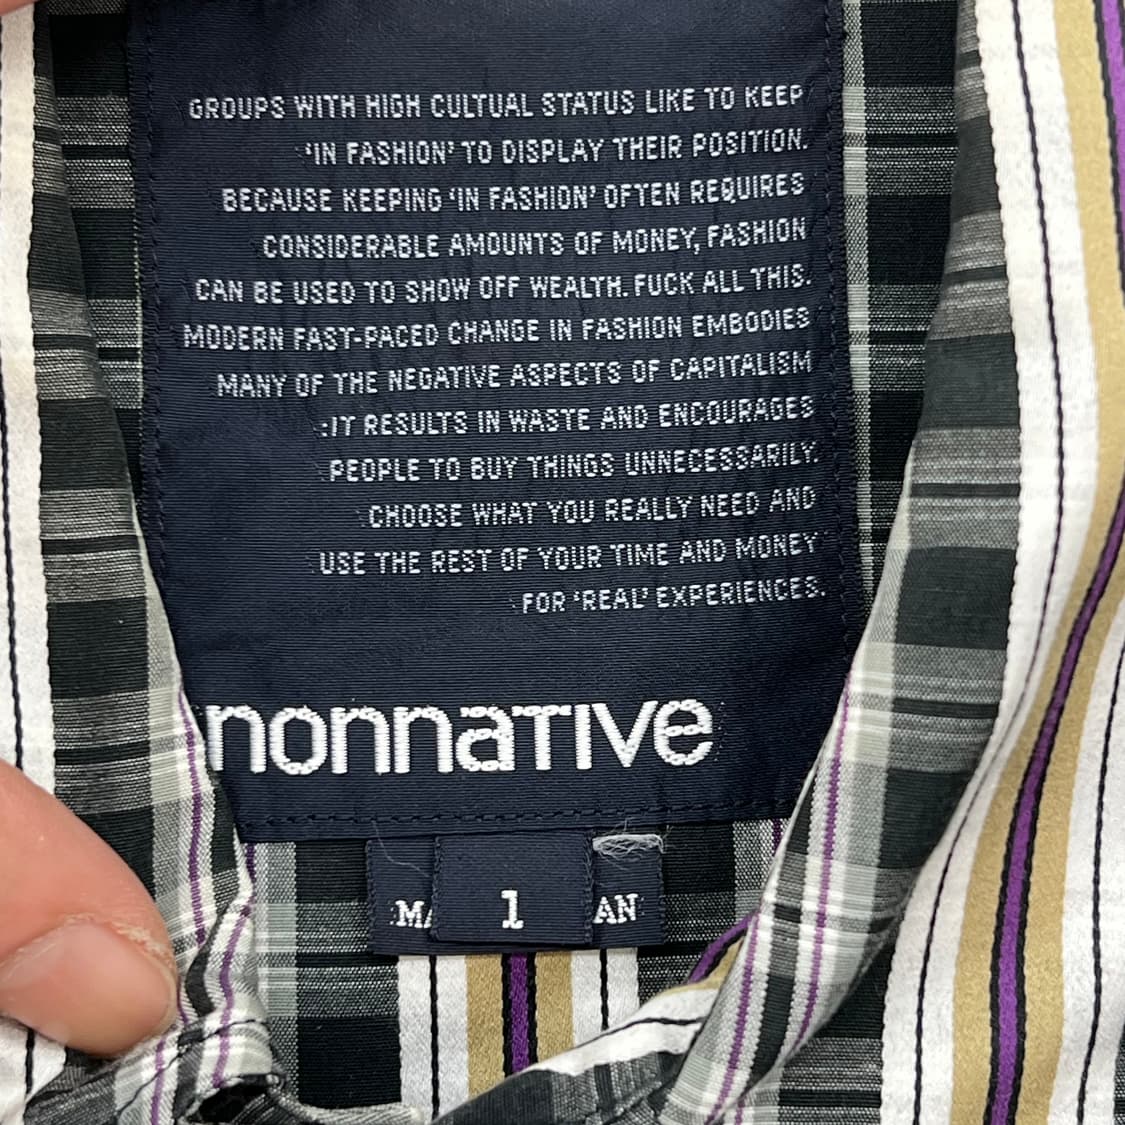 GROUPS WITH HIGH CULTUAL STATUS LIKE TO KEEP
'IN FASHION' TO DISPLAY THEIR POSITION.
BECAUSE KEEPING 'IN FASHION' OFTEN REQUIRES
CONSIDERABLE AMOUNTS OF MONEY, FASHION
CAN BE USED TO SHOW OFF WEALTH. FUCK ALL THIS.
MODERN FAST-PACED CHANGE IN FASHION EMBODIES
MANY OF THE NEGATIVE ASPECTS OF CAPITALISM
:IT RESULTS IN WASTE AND ENCOURAGES
PEOPLE TO BUY THINGS UNNECESSARILY.
CHOOSE WHAT YOU REALLY NEED AND
USE THE REST OF YOUR TIME AND MONEY
FOR 'REAL' EXPERIENCES.
nonnative
1